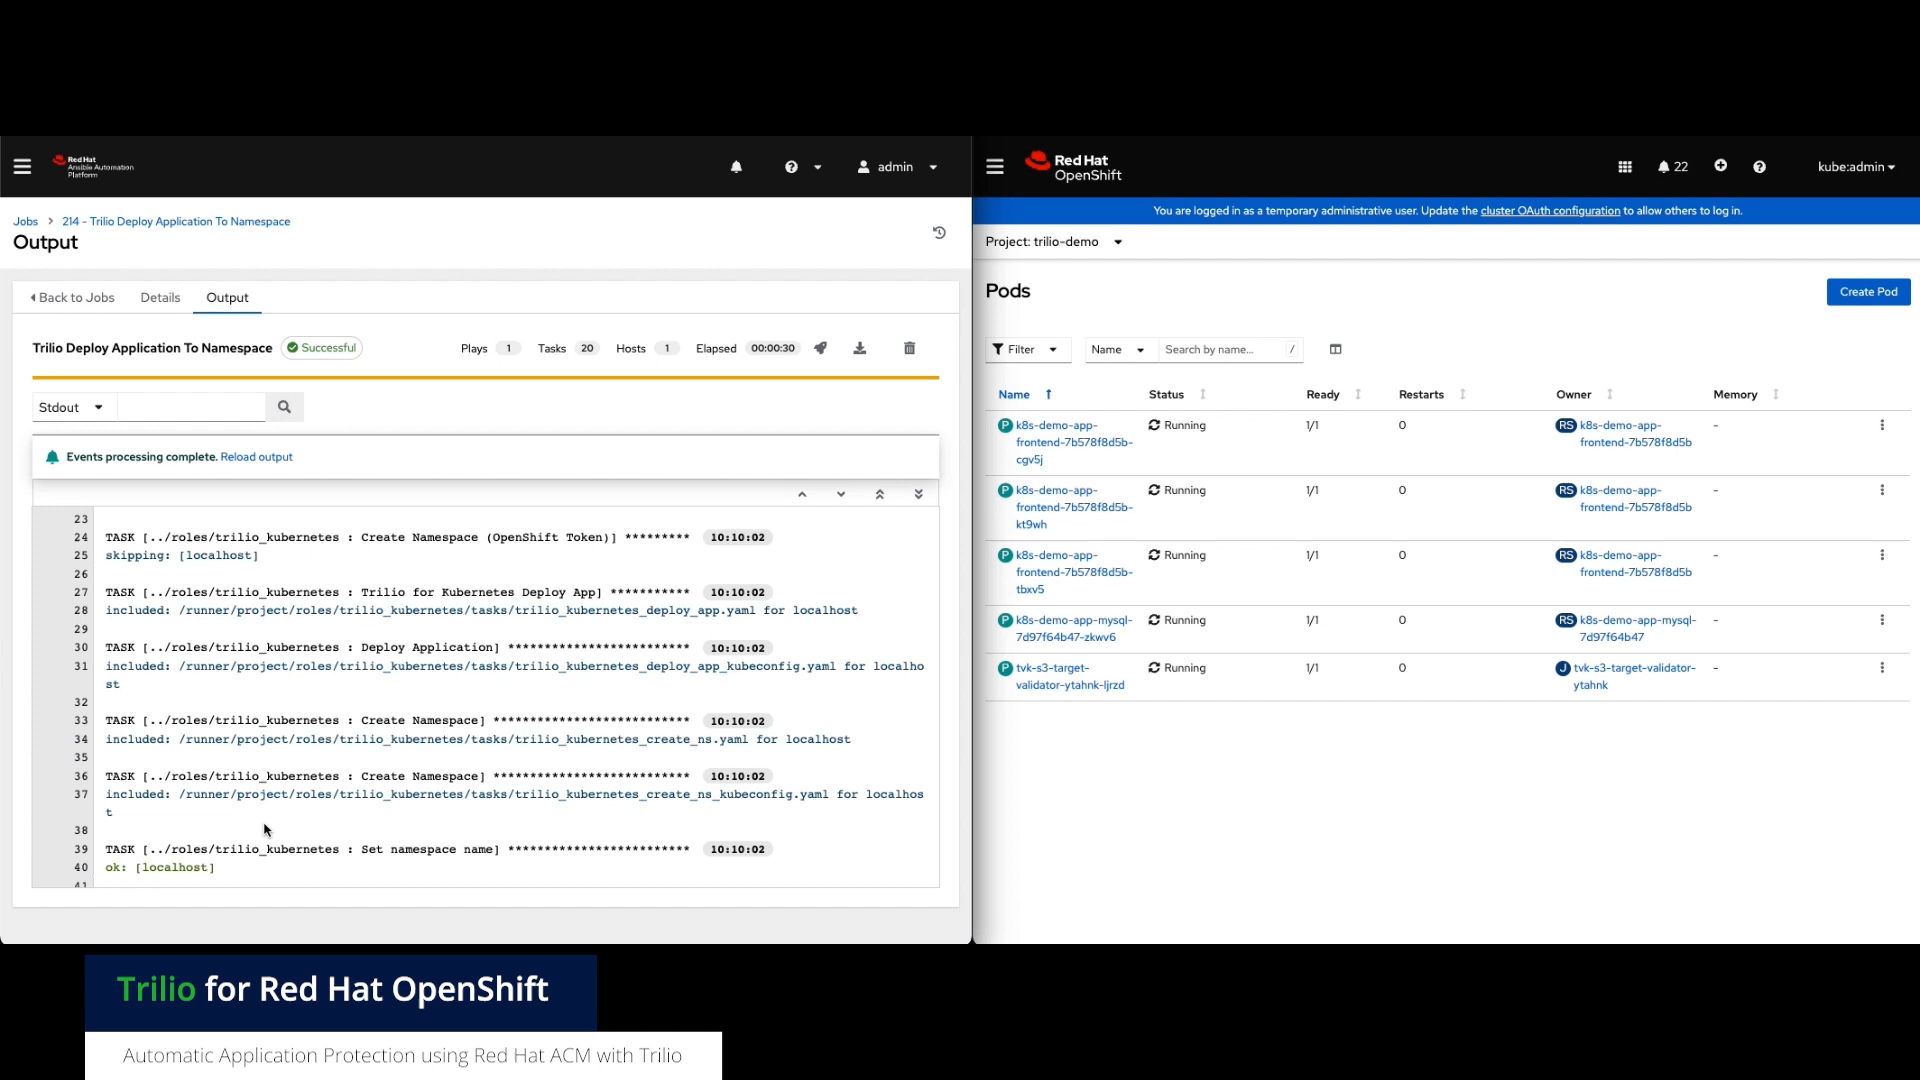 Red Hat
Ansible Automation
Platform
admin
Jobs
214 - Trilio Deploy Application To Namespace
Output
Back to Jobs
Details
Output
Trilio Deploy Application To Namespace
Successful
Plays 1
Tasks 20
Hosts 1
Elapsed 00:00:30
Stdout
Events processing complete. Reload output
23
24 TASK [../roles/trilio_kubernetes : Create Namespace (OpenShift Token)] ********* 10:10:02
25 skipping: [localhost]
26
27 TASK [../roles/trilio_kubernetes : Trilio for Kubernetes Deploy App] *********** 10:10:02
28 included: /runner/project/roles/trilio_kubernetes/tasks/trilio_kubernetes_deploy_app.yaml for localhost
29
30 TASK [../roles/trilio_kubernetes : Deploy Application] ************************* 10:10:02
31 included: /runner/project/roles/trilio_kubernetes/tasks/trilio_kubernetes_deploy_app_kubeconfig.yaml for localho
st
32
33 TASK [../roles/trilio_kubernetes : Create Namespace] *************************** 10:10:02
34 included: /runner/project/roles/trilio_kubernetes/tasks/trilio_kubernetes_create_ns.yaml for localhost
35
36 TASK [../roles/trilio_kubernetes : Create Namespace] *************************** 10:10:02
37 included: /runner/project/roles/trilio_kubernetes/tasks/trilio_kubernetes_create_ns_kubeconfig.yaml for localhos
t
38
39 TASK [../roles/trilio_kubernetes : Set namespace name] ************************* 10:10:02
40 ok: [localhost]
41
Red Hat
OpenShift
22
kube:admin
You are logged in as a temporary administrative user. Update the cluster OAuth configuration to allow others to log in.
Project: trilio-demo
Pods
Create Pod
Filter
Name
Search by name...
/
Name Status Ready Restarts Owner Memory
P k8s-demo-app- Running 1/1 0 RS k8s-demo-app- -
frontend-7b578f8d5b- frontend-7b578f8d5b
cgv5j
P k8s-demo-app- Running 1/1 0 RS k8s-demo-app- -
frontend-7b578f8d5b- frontend-7b578f8d5b
kt9wh
P k8s-demo-app- Running 1/1 0 RS k8s-demo-app- -
frontend-7b578f8d5b- frontend-7b578f8d5b
tbxv5
P k8s-demo-app-mysql- Running 1/1 0 RS k8s-demo-app-mysql- -
7d97f64b47-zkwv6 7d97f64b47
P tvk-s3-target- Running 1/1 0 J tvk-s3-target-validator- -
validator-ytahnk-ljrzd ytahnk
Trilio for Red Hat OpenShift
Automatic Application Protection using Red Hat ACM with Trilio